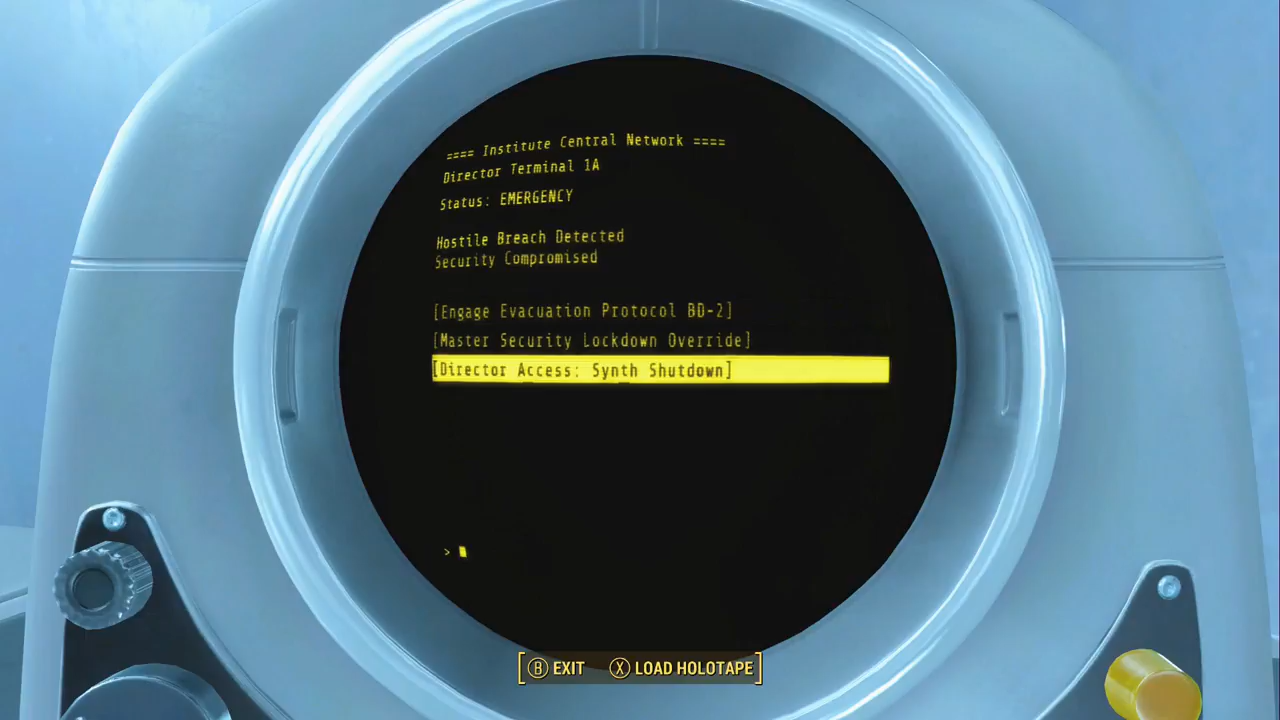 ==== Institute Central Network ====
Director Terminal 1A
Status: EMERGENCY
Hostile Breach Detected
Security Compromised
[Engage Evacuation Protocol BD-2]
[Master Security Lockdown Override]
[Director Access: Synth Shutdown]
>
[Ⓑ EXIT Ⓧ LOAD HOLOTAPE]